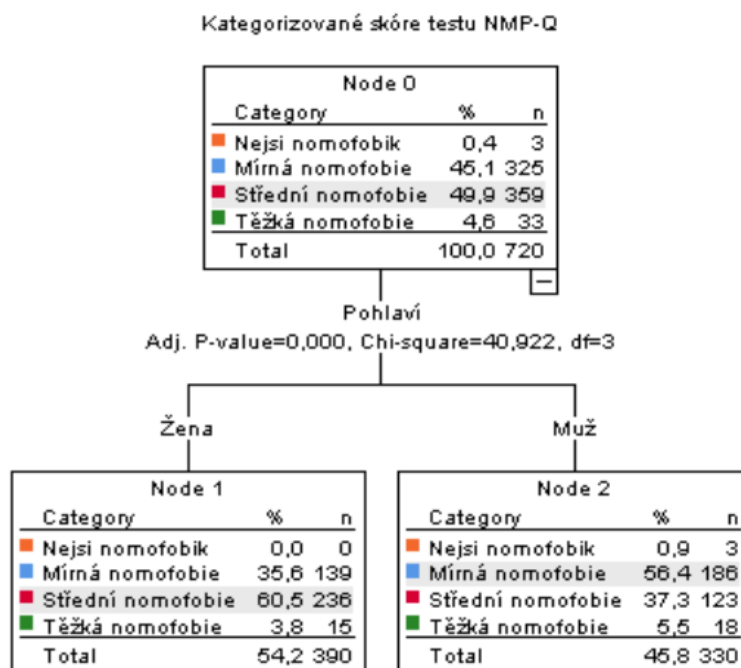 Kategorizované skóre testu NMP-Q
Node 0
Category % n
Nejsi nomofobik 0,4 3
Mírná nomofobie 45,1 325
Střední nomofobie 49,9 359
Těžká nomofobie 4,6 33
Total 100,0 720
Pohlaví
Adj. P-value=0,000, Chi-square=40,922, df=3
Žena
Muž
Node 1
Category % n
Nejsi nomofobik 0,0 0
Mírná nomofobie 35,6 139
Střední nomofobie 60,5 236
Těžká nomofobie 3,8 15
Total 54,2 390
Node 2
Category % n
Nejsi nomofobik 0,9 3
Mírná nomofobie 56,4 186
Střední nomofobie 37,3 123
Těžká nomofobie 5,5 18
Total 45,8 330